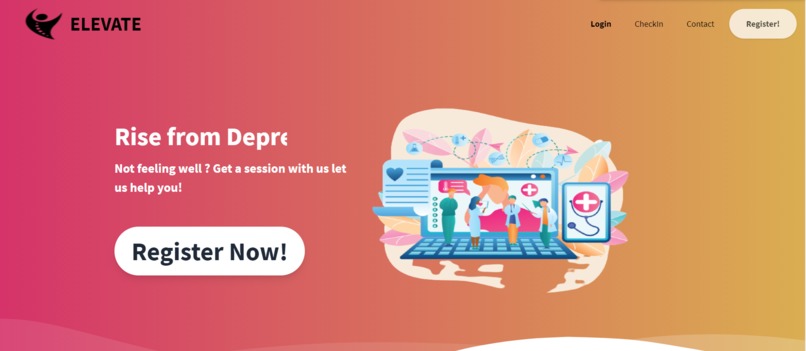 ELEVATE
Login
CheckIn
Contact
Register!
Rise from Depre
Not feeling well ? Get a session with us let
us help you!
Register Now!